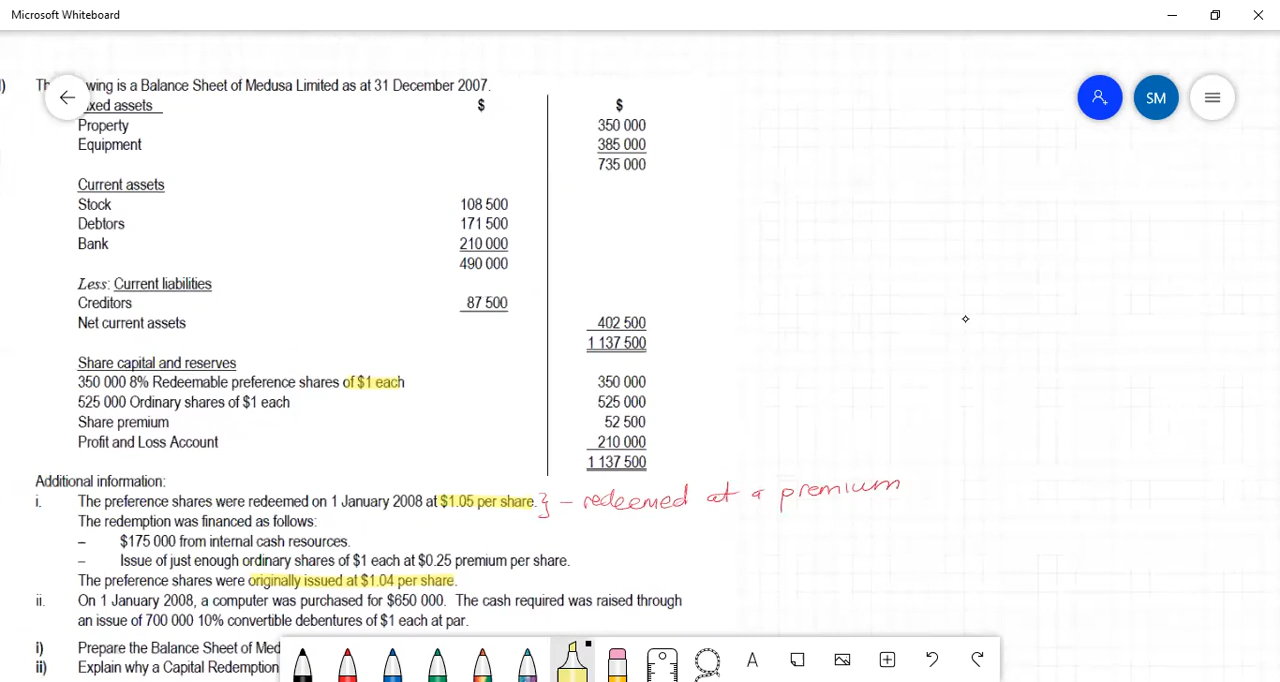 Microsoft Whiteboard
wing is a Balance Sheet of Medusa Limited as at 31 December 2007.
ixed assets $ $
Property 350 000
Equipment 385 000
735 000
Current assets
Stock 108 500
Debtors 171 500
Bank 210 000
490 000
Less: Current liabilities
Creditors 87 500
Net current assets 402 500
1 137 500
Share capital and reserves
350 000 8% Redeemable preference shares of $1 each 350 000
525 000 Ordinary shares of $1 each 525 000
Share premium 52 500
Profit and Loss Account 210 000
1 137 500
Additional information:
i. The preference shares were redeemed on 1 January 2008 at $1.05 per share. } – redeemed at a premium
The redemption was financed as follows:
– $175 000 from internal cash resources.
– Issue of just enough ordinary shares of $1 each at $0.25 premium per share.
The preference shares were originally issued at $1.04 per share.
ii. On 1 January 2008, a computer was purchased for $650 000. The cash required was raised through
an issue of 700 000 10% convertible debentures of $1 each at par.
i) Prepare the Balance Sheet of Med
ii) Explain why a Capital Redemption
SM
A